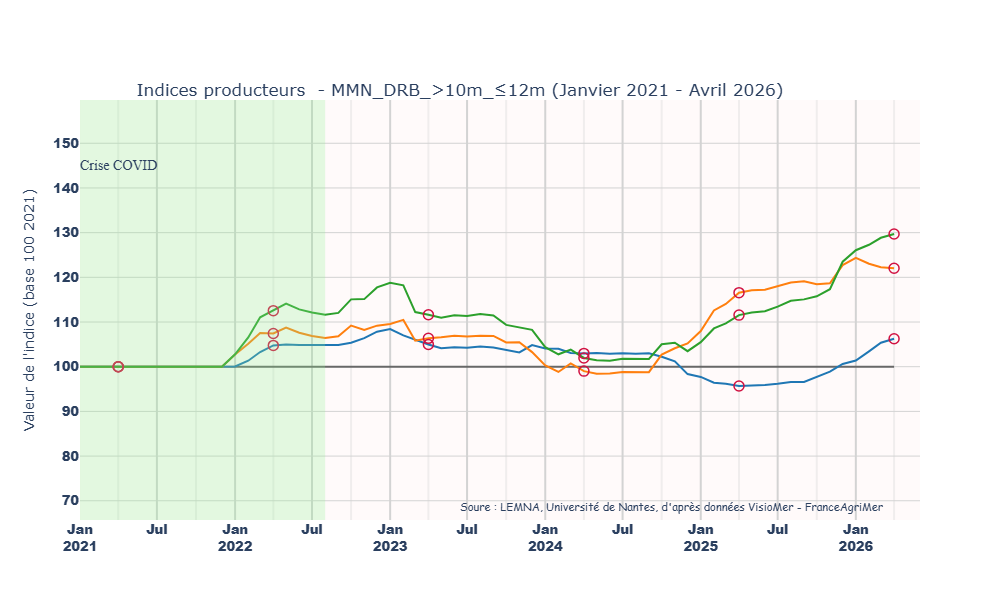 Indices producteurs  - MMN_DRB_>10m_≤12m (Janvier 2021 - Avril 2026)
Valeur de l'indice (base 100 2021)
150
140
130
120
110
100
90
80
70
Crise COVID
Soure : LEMNA, Université de Nantes, d'après données VisioMer - FranceAgriMer
Jan Jul Jan Jul Jan Jul Jan Jul Jan Jul Jan
2021 2022 2023 2024 2025 2026